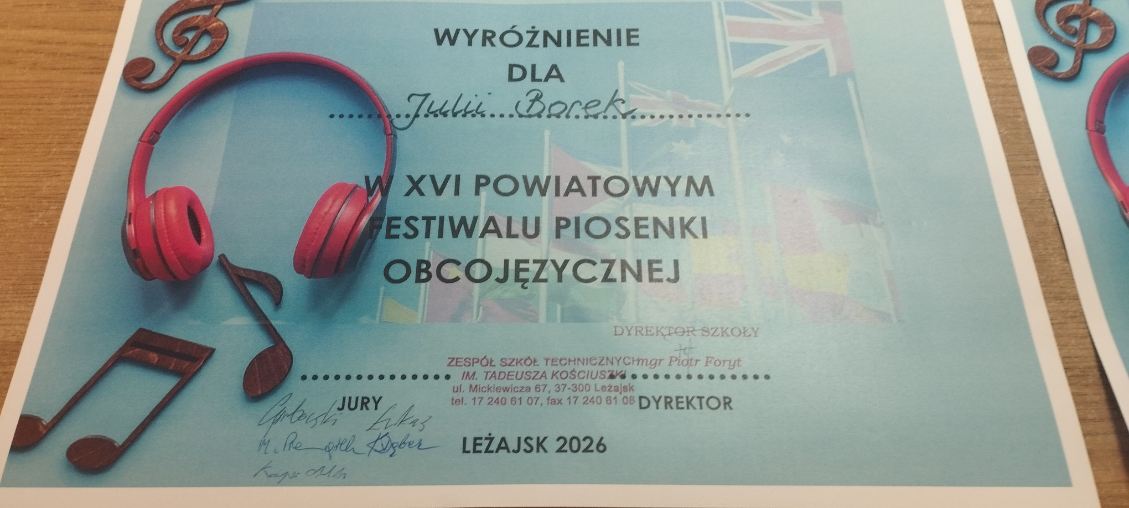 WYRÓŻNIENIE
DLA
Julii Borek
W XVI POWIATOWYM
FESTIWALU PIOSENKI
OBCOJĘZYCZNEJ
DYREKTOR SZKOŁY
mgr Piotr Foryt
ZESPÓŁ SZKÓŁ TECHNICZNYCH
IM. TADEUSZA KOŚCIUSZKI
ul. Mickiewicza 67, 37-300 Leżajsk
tel. 17 240 61 07, fax 17 240 61 08
JURY
DYREKTOR
LEŻAJSK 2026